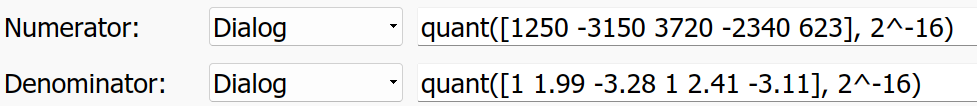 Numerator: Dialog quant([1250 -3150 3720 -2340 623], 2^-16)
Denominator: Dialog quant([1 1.99 -3.28 1 2.41 -3.11], 2^-16)